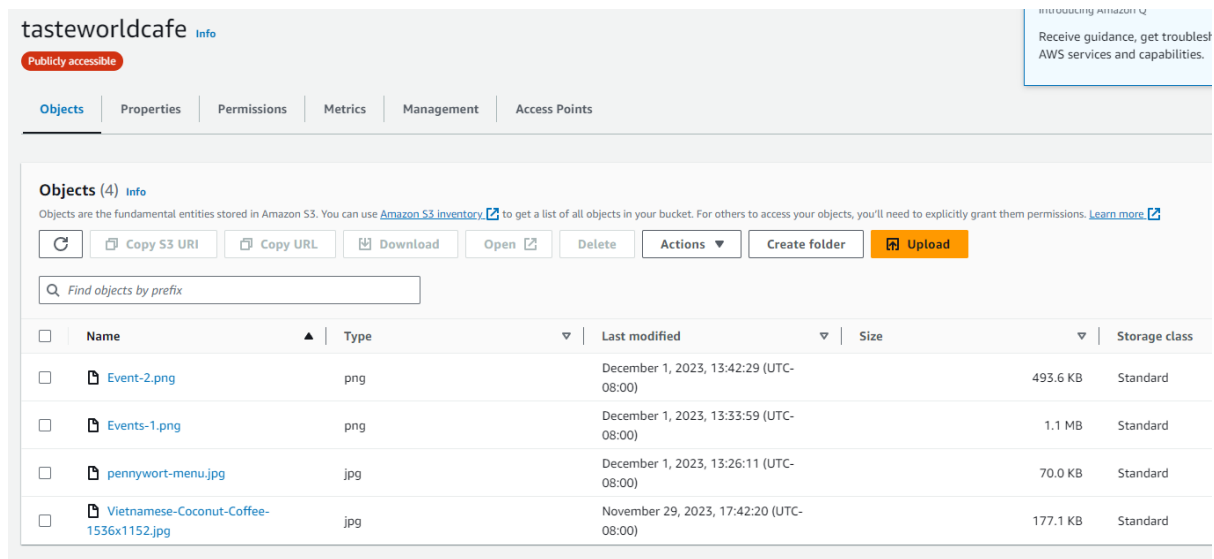 Introducing Amazon Q
tasteworldcafe Info
Receive guidance, get troublesh
AWS services and capabilities.
Publicly accessible
Objects Properties Permissions Metrics Management Access Points
Objects (4) Info
Objects are the fundamental entities stored in Amazon S3. You can use Amazon S3 inventory to get a list of all objects in your bucket. For others to access your objects, you'll need to explicitly grant them permissions. Learn more
Copy S3 URI Copy URL Download Open Delete Actions Create folder Upload
Find objects by prefix
Name Type Last modified Size Storage class
Event-2.png png December 1, 2023, 13:42:29 (UTC-
08:00) 493.6 KB Standard
Events-1.png png December 1, 2023, 13:33:59 (UTC-
08:00) 1.1 MB Standard
pennywort-menu.jpg jpg December 1, 2023, 13:26:11 (UTC-
08:00) 70.0 KB Standard
Vietnamese-Coconut-Coffee-
1536x1152.jpg jpg November 29, 2023, 17:42:20 (UTC-
08:00) 177.1 KB Standard